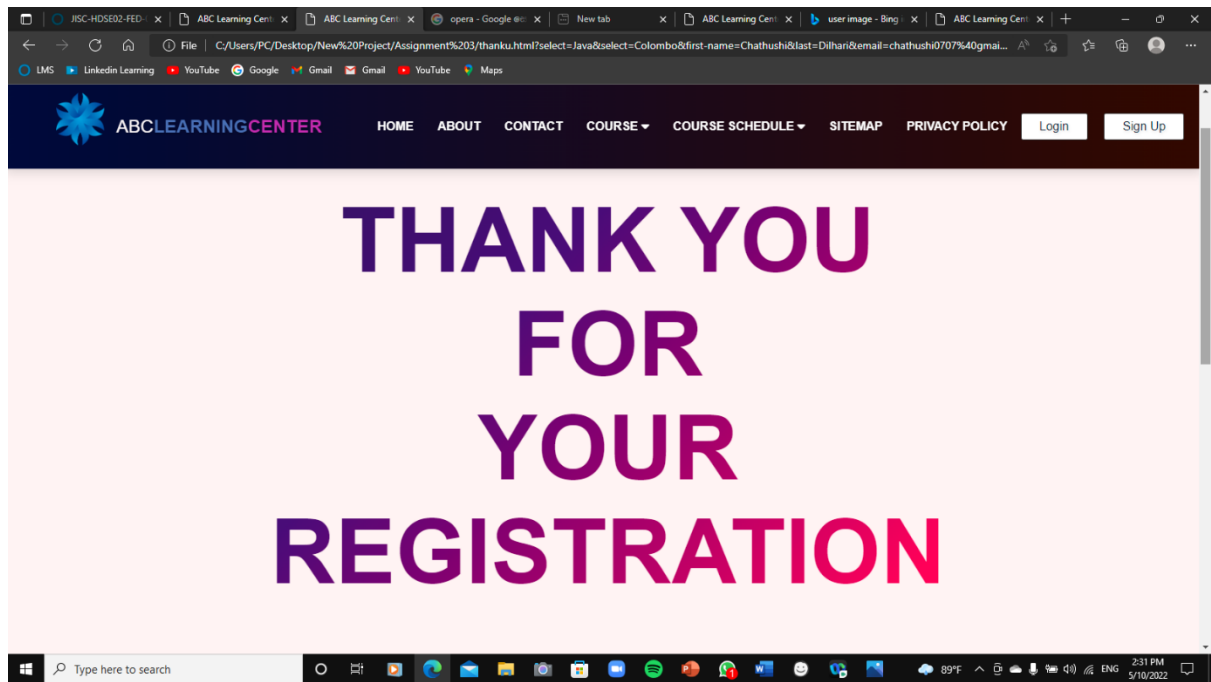 JISC-HDSE02-FED-
ABC Learning Cent
ABC Learning Cent
opera - Google
New tab
ABC Learning Cent
user image - Bing
ABC Learning Cent
File C:/Users/PC/Desktop/New%20Project/Assignment%203/thanku.html?select=Java&select=Colombo&first-name=Chathushi&last=Dilhari&email=chathushi0707%40gmai...
LMS Linkedin Learning YouTube Google Gmail Gmail YouTube Maps
ABCLEARNINGCENTER HOME ABOUT CONTACT COURSE COURSE SCHEDULE SITEMAP PRIVACY POLICY Login Sign Up
THANK YOU
FOR
YOUR
REGISTRATION
Type here to search
89°F ENG
2:31 PM
5/10/2022